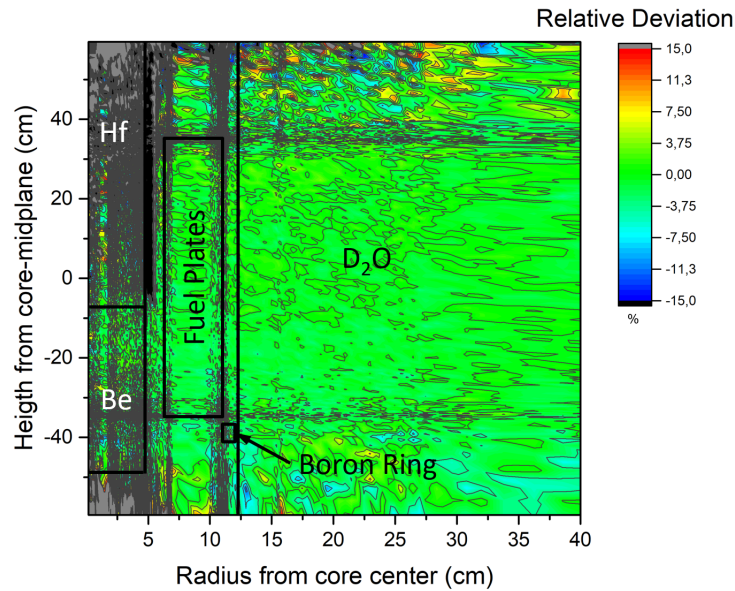 Relative Deviation
15,0
11,3
7,50
3,75
0,00
-3,75
-7,50
-11,3
-15,0
%
Heigth from core-midplane (cm)
40
20
0
-20
-40
Hf
Be
Fuel Plates
D₂O
Boron Ring
5 10 15 20 25 30 35 40
Radius from core center (cm)